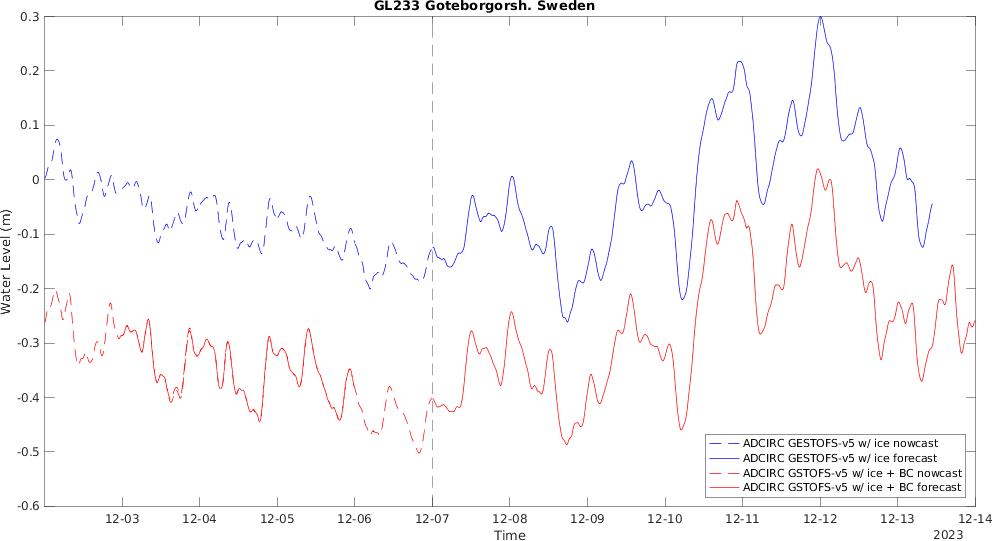 GL233 Goteborgorsh. Sweden
0.3
0.2
0.1
0
-0.1
-0.2
-0.3
-0.4
-0.5
-0.6
Water Level (m)
ADCIRC GESTOFS-v5 w/ ice nowcast
ADCIRC GESTOFS-v5 w/ ice forecast
ADCIRC GSTOFS-v5 w/ ice + BC nowcast
ADCIRC GSTOFS-v5 w/ ice + BC forecast
12-03 12-04 12-05 12-06 12-07 12-08 12-09 12-10 12-11 12-12 12-13 12-14
Time
2023